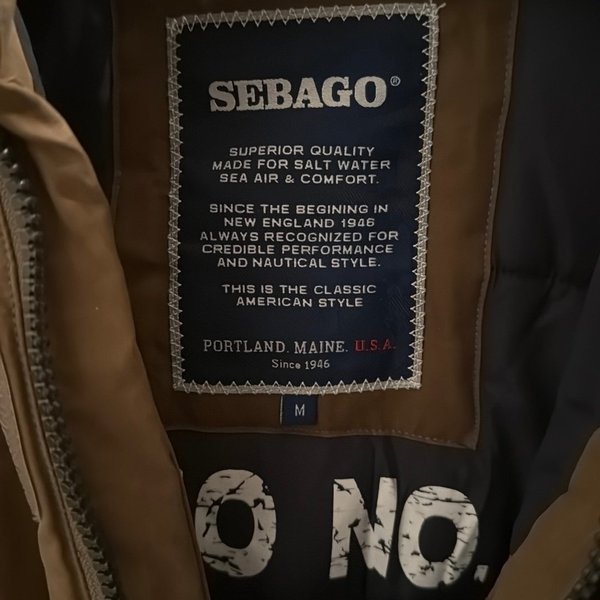 SEBAGO®
SUPERIOR QUALITY
MADE FOR SALT WATER
SEA AIR & COMFORT.
SINCE THE BEGINING IN
NEW ENGLAND 1946
ALWAYS RECOGNIZED FOR
CREDIBLE PERFORMANCE
AND NAUTICAL STYLE.
THIS IS THE CLASSIC
AMERICAN STYLE
PORTLAND. MAINE. U.S.A.
Since 1946
M
O NO.